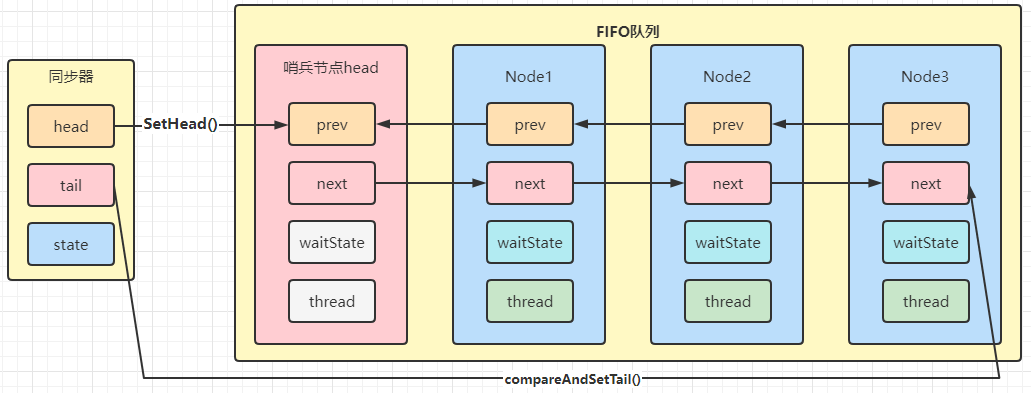 FIFO队列
同步器
head
tail
state
SetHead()
哨兵节点head
prev
next
waitState
thread
Node1
prev
next
waitState
thread
Node2
prev
next
waitState
thread
Node3
prev
next
waitState
thread
compareAndSetTail()